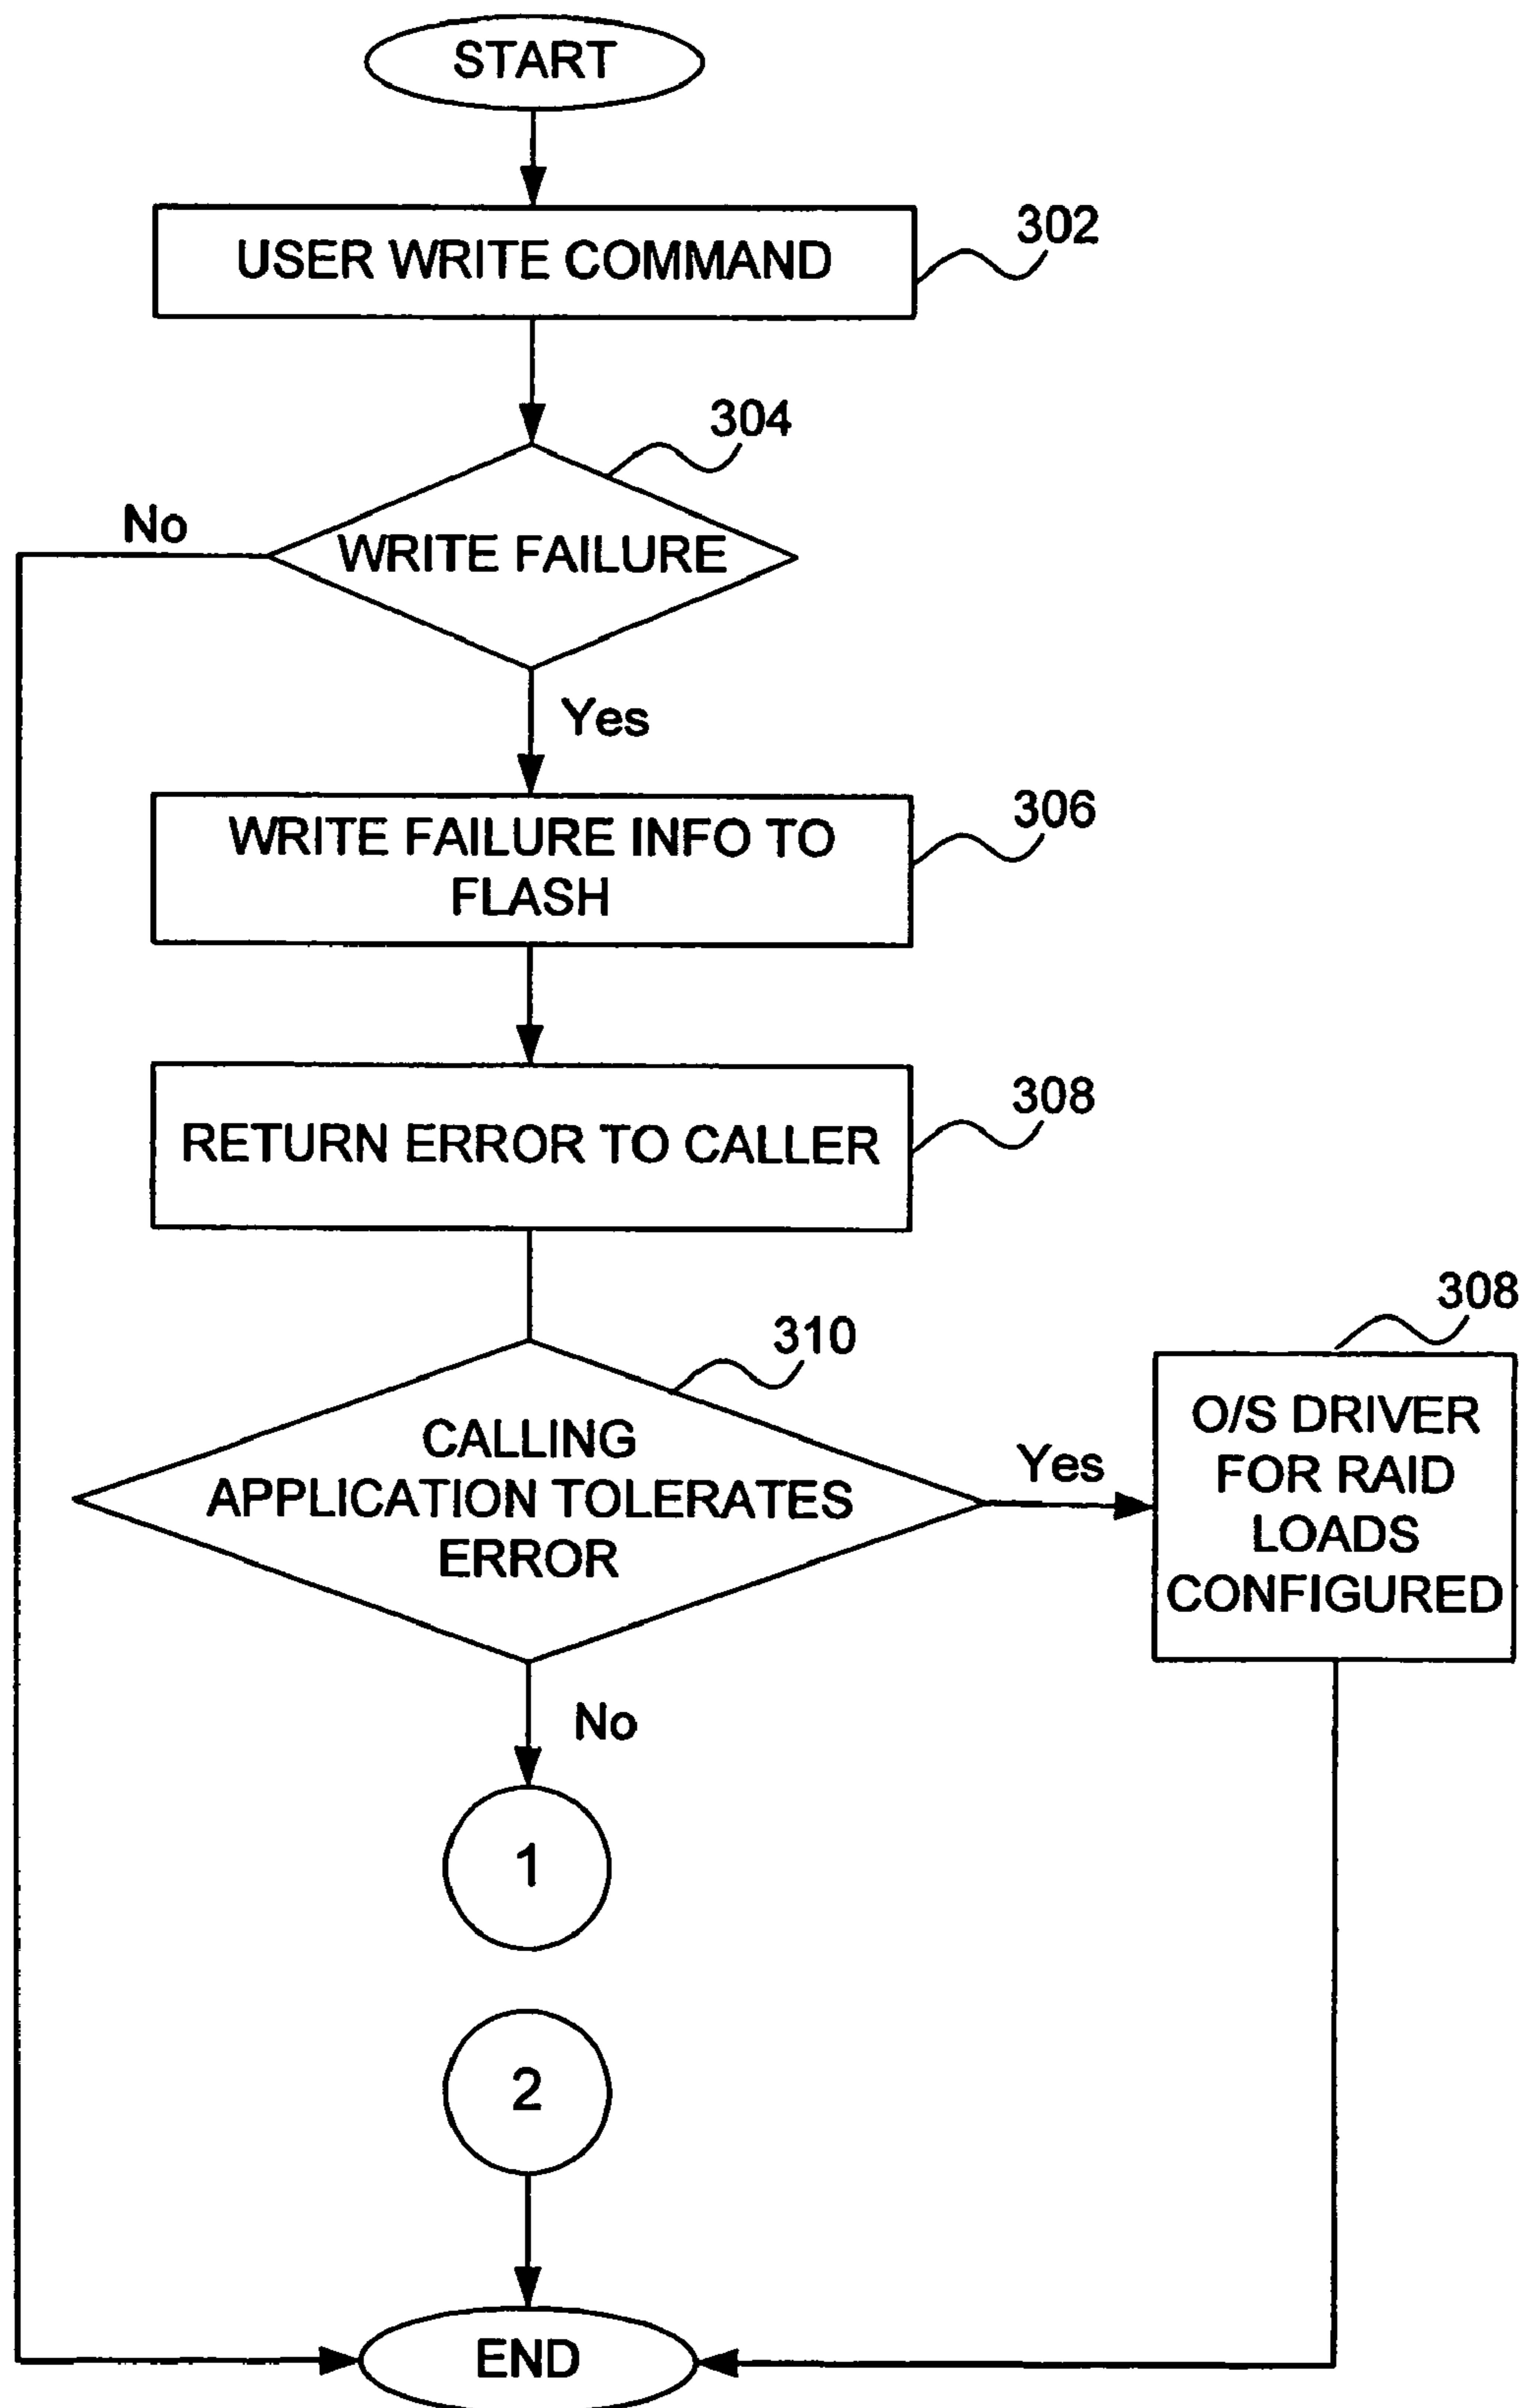 START
USER WRITE COMMAND
302
304
No
WRITE FAILURE
Yes
WRITE FAILURE INFO TO
FLASH
306
RETURN ERROR TO CALLER
308
310
CALLING
APPLICATION TOLERATES
ERROR
Yes
308
O/S DRIVER
FOR RAID
LOADS
CONFIGURED
No
1
2
END